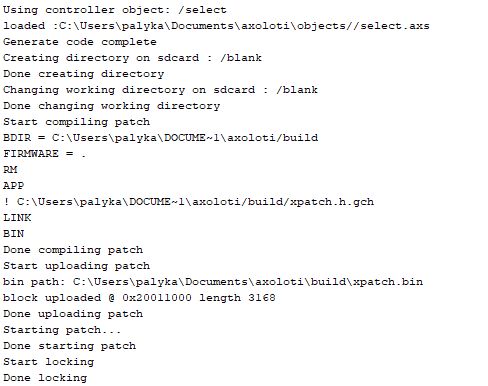 Using controller object: /select
loaded :C:\Users\palyka\Documents\axoloti\objects//select.axs
Generate code complete
Creating directory on sdcard : /blank
Done creating directory
Changing working directory on sdcard : /blank
Done changing working directory
Start compiling patch
BDIR = C:\Users\palyka\DOCUME~1\axoloti/build
FIRMWARE = .
RM
APP
! C:\Users\palyka\DOCUME~1\axoloti/build/xpatch.h.gch
LINK
BIN
Done compiling patch
Start uploading patch
bin path: C:\Users\palyka\Documents\axoloti\build\xpatch.bin
block uploaded @ 0x20011000 length 3168
Done uploading patch
Starting patch...
Done starting patch
Start locking
Done locking